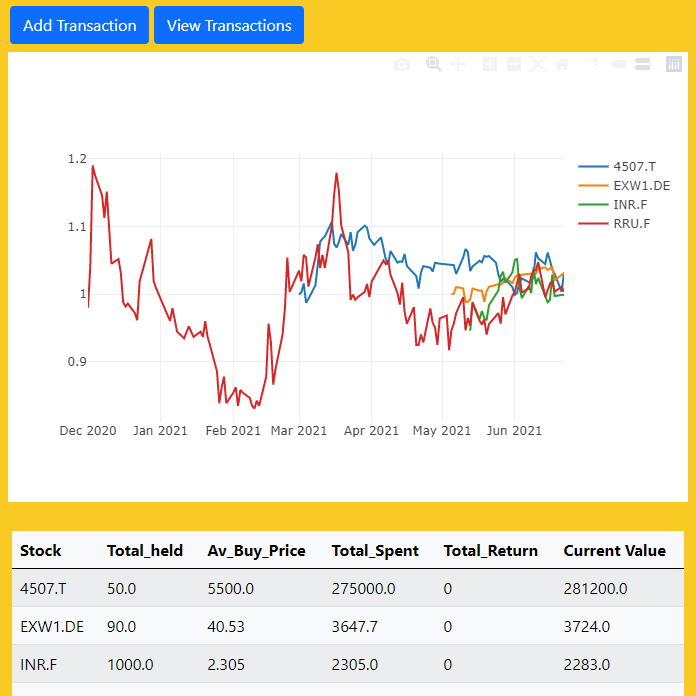 Add Transaction View Transactions
1.2
1.1
1
0.9
Dec 2020 Jan 2021 Feb 2021 Mar 2021 Apr 2021 May 2021 Jun 2021
4507.T
EXW1.DE
INR.F
RRU.F
Stock Total_held Av_Buy_Price Total_Spent Total_Return Current Value
4507.T 50.0 5500.0 275000.0 0 281200.0
EXW1.DE 90.0 40.53 3647.7 0 3724.0
INR.F 1000.0 2.305 2305.0 0 2283.0